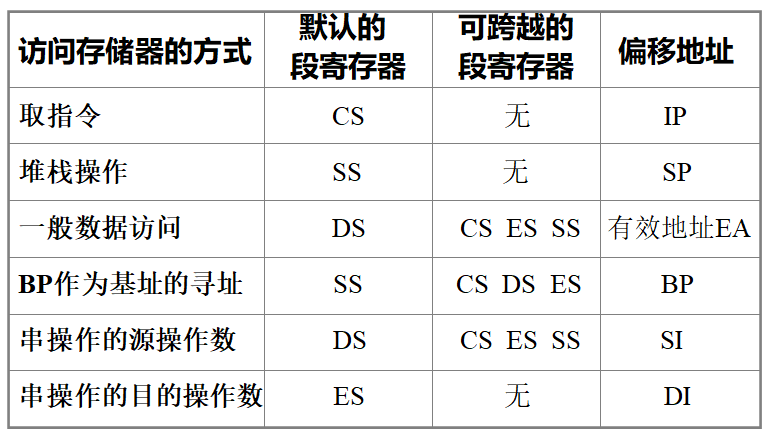 访问存储器的方式 默认的段寄存器 可跨越的段寄存器 偏移地址
取指令 CS 无 IP
堆栈操作 SS 无 SP
一般数据访问 DS CS ES SS 有效地址EA
BP作为基址的寻址 SS CS DS ES BP
串操作的源操作数 DS CS ES SS SI
串操作的目的操作数 ES 无 DI